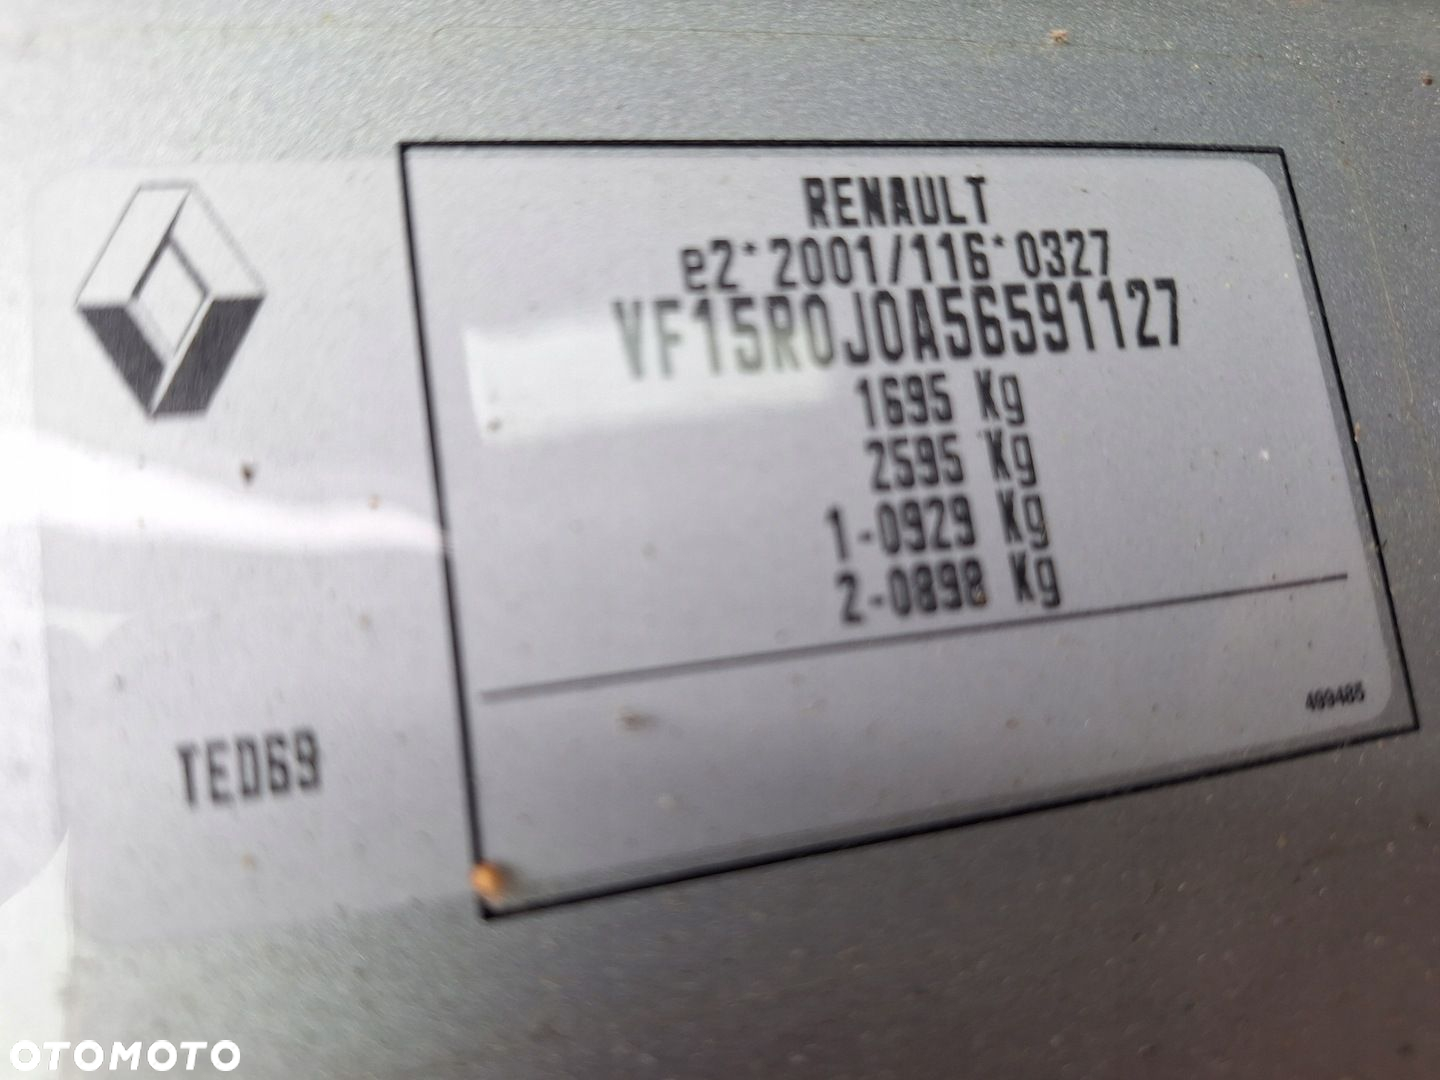 RENAULT
e2*2001/116*0327
VF15R0J0A56591127
1695 Kg
2595 Kg
1-0929 Kg
2-0898 Kg
499485
TED69
OTOMOTO